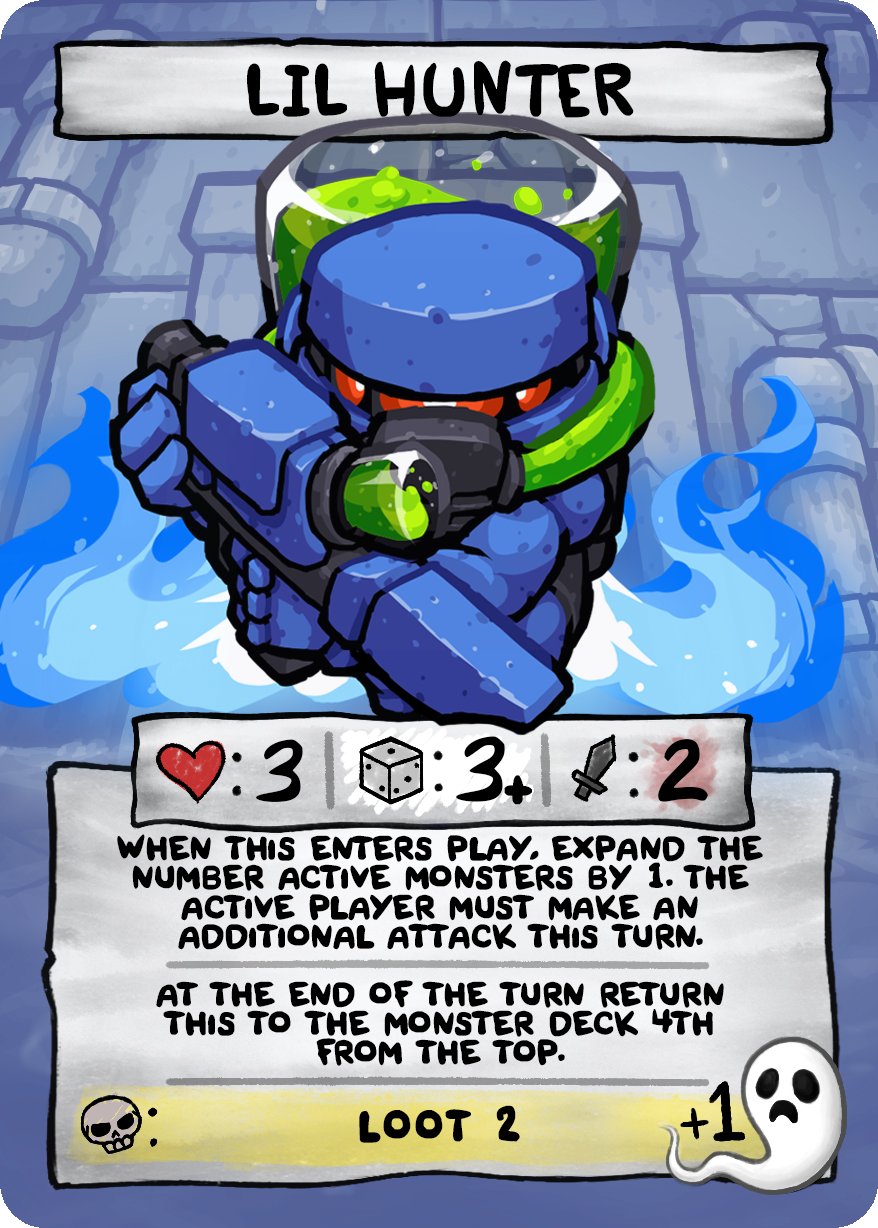 LIL HUNTER
: 3 : 3+ : 2
WHEN THIS ENTERS PLAY, EXPAND THE
NUMBER ACTIVE MONSTERS BY 1. THE
ACTIVE PLAYER MUST MAKE AN
ADDITIONAL ATTACK THIS TURN.
AT THE END OF THE TURN RETURN
THIS TO THE MONSTER DECK 4TH
FROM THE TOP.
: LOOT 2 +1